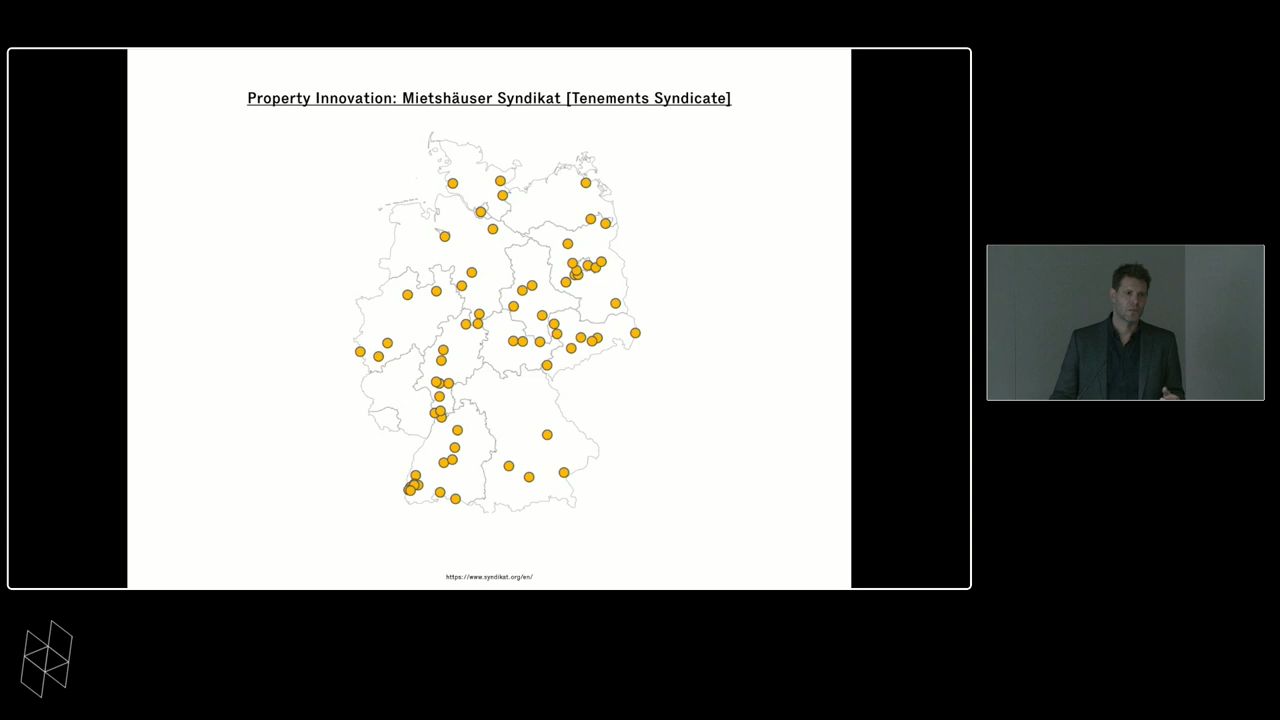 Property Innovation: Mietshäuser Syndikat [Tenements Syndicate]
https://www.syndikat.org/en/